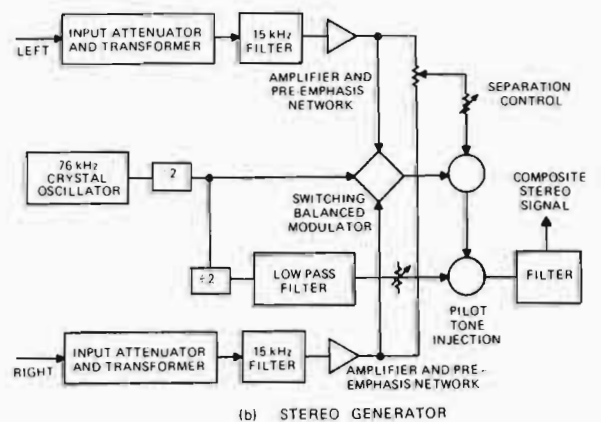 INPUT ATTENUATOR
AND TRANSFORMER
LEFT
15 kHz
FILTER
AMPLIFIER AND
PRE-EMPHASIS
NETWORK
SEPARATION
CONTROL
76 kHz
CRYSTAL
OSCILLATOR
2
SWITCHING
BALANCED
MODULATOR
COMPOSITE
STEREO
SIGNAL
÷2
LOW PASS
FILTER
FILTER
PILOT
TONE
INJECTION
INPUT ATTENUATOR
AND TRANSFORMER
RIGHT
15 kHz
FILTER
AMPLIFIER AND PRE-
EMPHASIS NETWORK
(b) STEREO GENERATOR